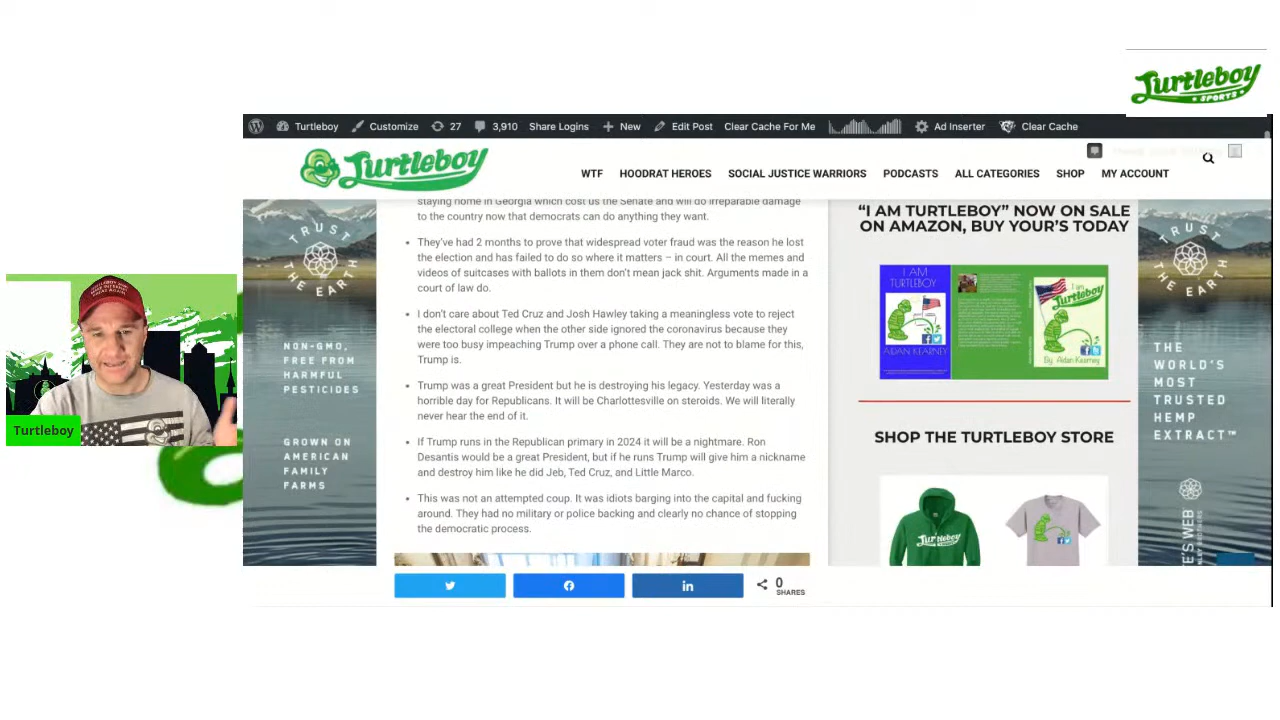 Turtleboy
SPORTS
Turtleboy Customize 27 3,910 Share Logins New Edit Post Clear Cache For Me Ad Inserter Clear Cache
Turtleboy
WTF HOODRAT HEROES SOCIAL JUSTICE WARRIORS PODCASTS ALL CATEGORIES SHOP MY ACCOUNT
staying home in Georgia which cost us the Senate and will do irreparable damage
to the country now that democrats can do anything they want.
• They've had 2 months to prove that widespread voter fraud was the reason he lost
the election and has failed to do so where it matters – in court. All the memes and
videos of suitcases with ballots in them don't mean jack shit. Arguments made in a
court of law do.
• I don't care about Ted Cruz and Josh Hawley taking a meaningless vote to reject
the electoral college when the other side ignored the coronavirus because they
were too busy impeaching Trump over a phone call. They are not to blame for this,
Trump is.
• Trump was a great President but he is destroying his legacy. Yesterday was a
horrible day for Republicans. It will be Charlottesville on steroids. We will literally
never hear the end of it.
• If Trump runs in the Republican primary in 2024 it will be a nightmare. Ron
Desantis would be a great President, but if he runs Trump will give him a nickname
and destroy him like he did Jeb, Ted Cruz, and Little Marco.
• This was not an attempted coup. It was idiots barging into the capital and fucking
around. They had no military or police backing and clearly no chance of stopping
the democratic process.
0
SHARES
"I AM TURTLEBOY" NOW ON SALE
ON AMAZON, BUY YOUR'S TODAY
I AM
TURTLEBOY
AIDAN KEARNEY
I am
Turtleboy
By: Aidan Kearney
SHOP THE TURTLEBOY STORE
Turtleboy
TRUST
THE EARTH
NON-GMO,
FREE FROM
HARMFUL
PESTICIDES
GROWN ON
AMERICAN
FAMILY
FARMS
TRUST
THE EARTH
THE
WORLD'S
MOST
TRUSTED
HEMP
EXTRACT™
Turtleboy